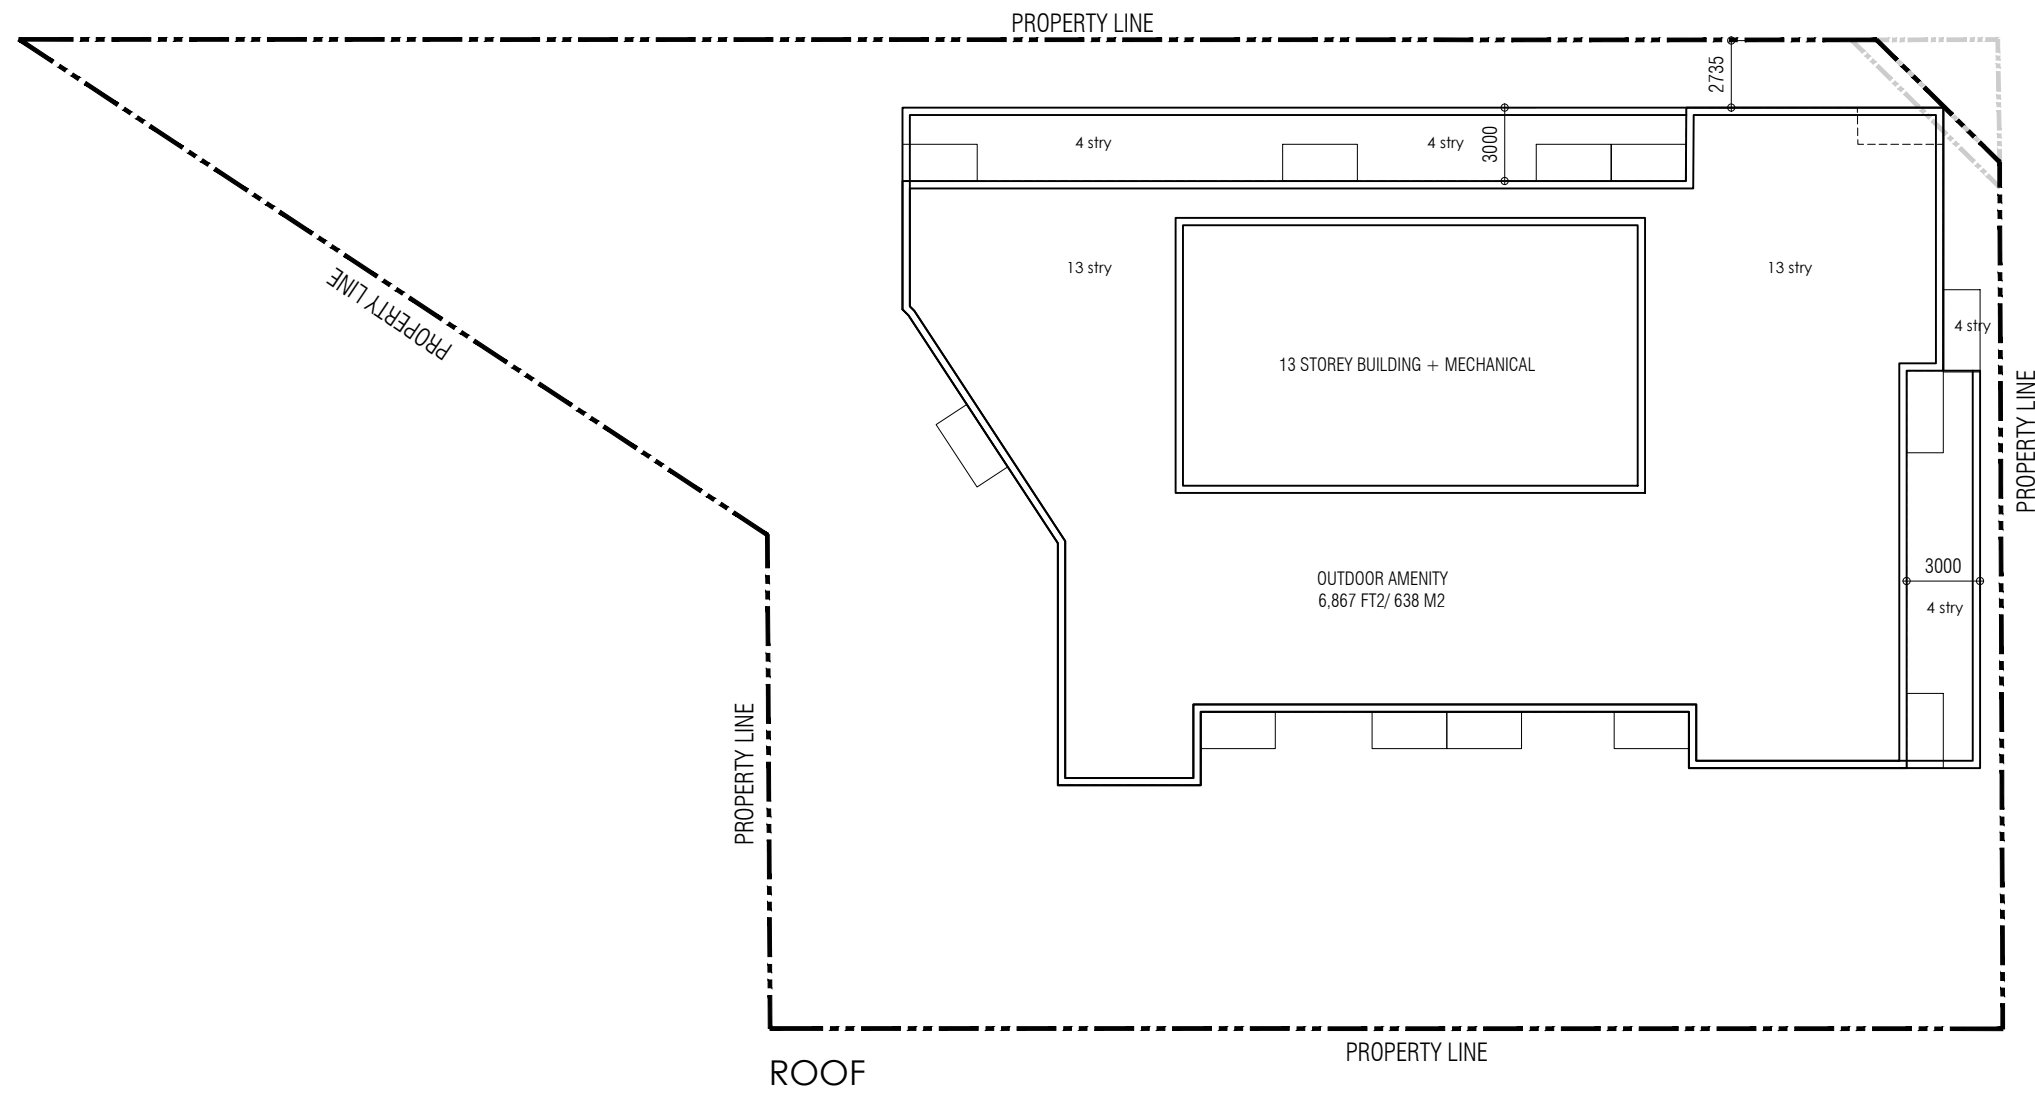 PROPERTY LINE
2735
4 stry
4 stry
3000
13 stry
13 stry
PROPERTY LINE
4 stry
13 STOREY BUILDING + MECHANICAL
PROPERTY LINE
3000
OUTDOOR AMENITY
6,867 FT2/ 638 M2
4 stry
PROPERTY LINE
PROPERTY LINE
ROOF